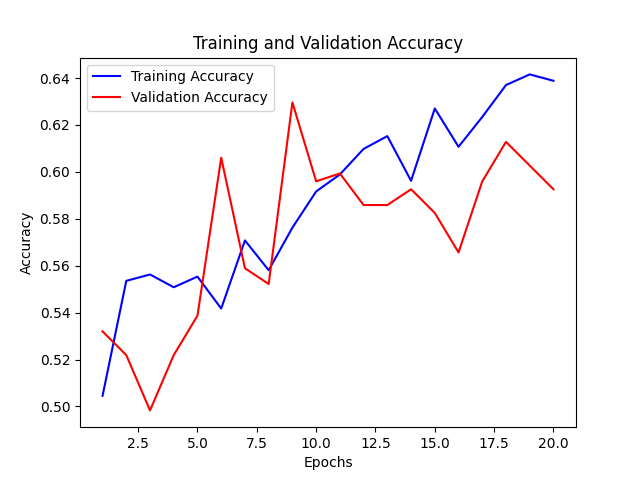 Training and Validation Accuracy
Training Accuracy
Validation Accuracy
0.64
0.62
0.60
0.58
0.56
0.54
0.52
0.50
Accuracy
2.5 5.0 7.5 10.0 12.5 15.0 17.5 20.0
Epochs